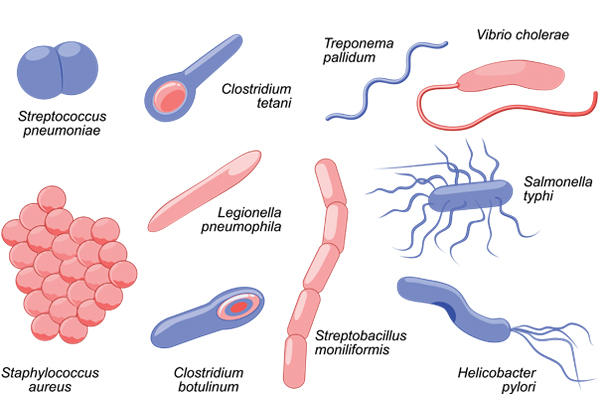 Streptococcus
pneumoniae
Clostridium
tetani
Treponema
pallidum
Vibrio cholerae
Legionella
pneumophila
Salmonella
typhi
Staphylococcus
aureus
Clostridium
botulinum
Streptobacillus
moniliformis
Helicobacter
pylori